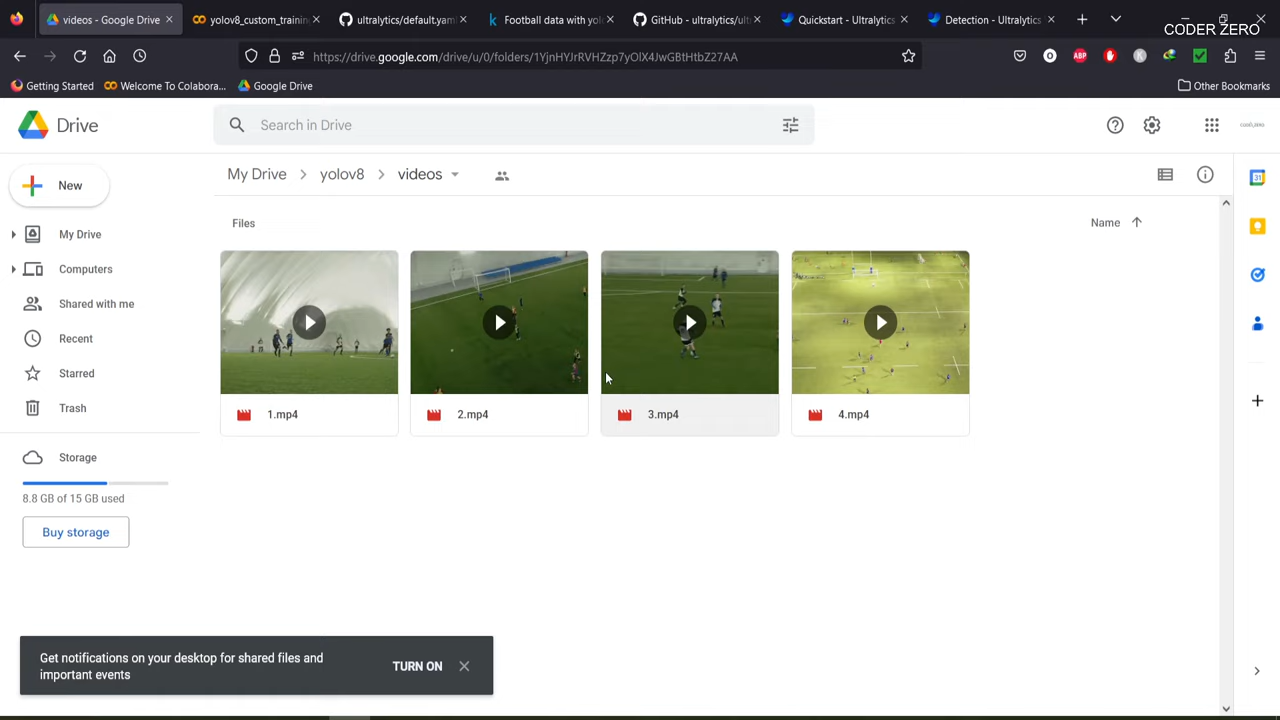 videos - Google Drive
yolov8_custom_training
ultralytics/default.yaml
Football data with yol
GitHub - ultralytics/ul
Quickstart - Ultralytics
Detection - Ultralytics
CODER ZERO
https://drive.google.com/drive/u/0/folders/1YjnHYJrRVHZzp7yOlX4JwGBtHtbZ27AA
Getting Started
Welcome To Colabora...
Google Drive
Other Bookmarks
Drive
Search in Drive
New
My Drive
yolov8
videos
My Drive
Computers
Shared with me
Recent
Starred
Trash
Storage
8.8 GB of 15 GB used
Buy storage
Files
Name
1.mp4
2.mp4
3.mp4
4.mp4
Get notifications on your desktop for shared files and
important events
TURN ON